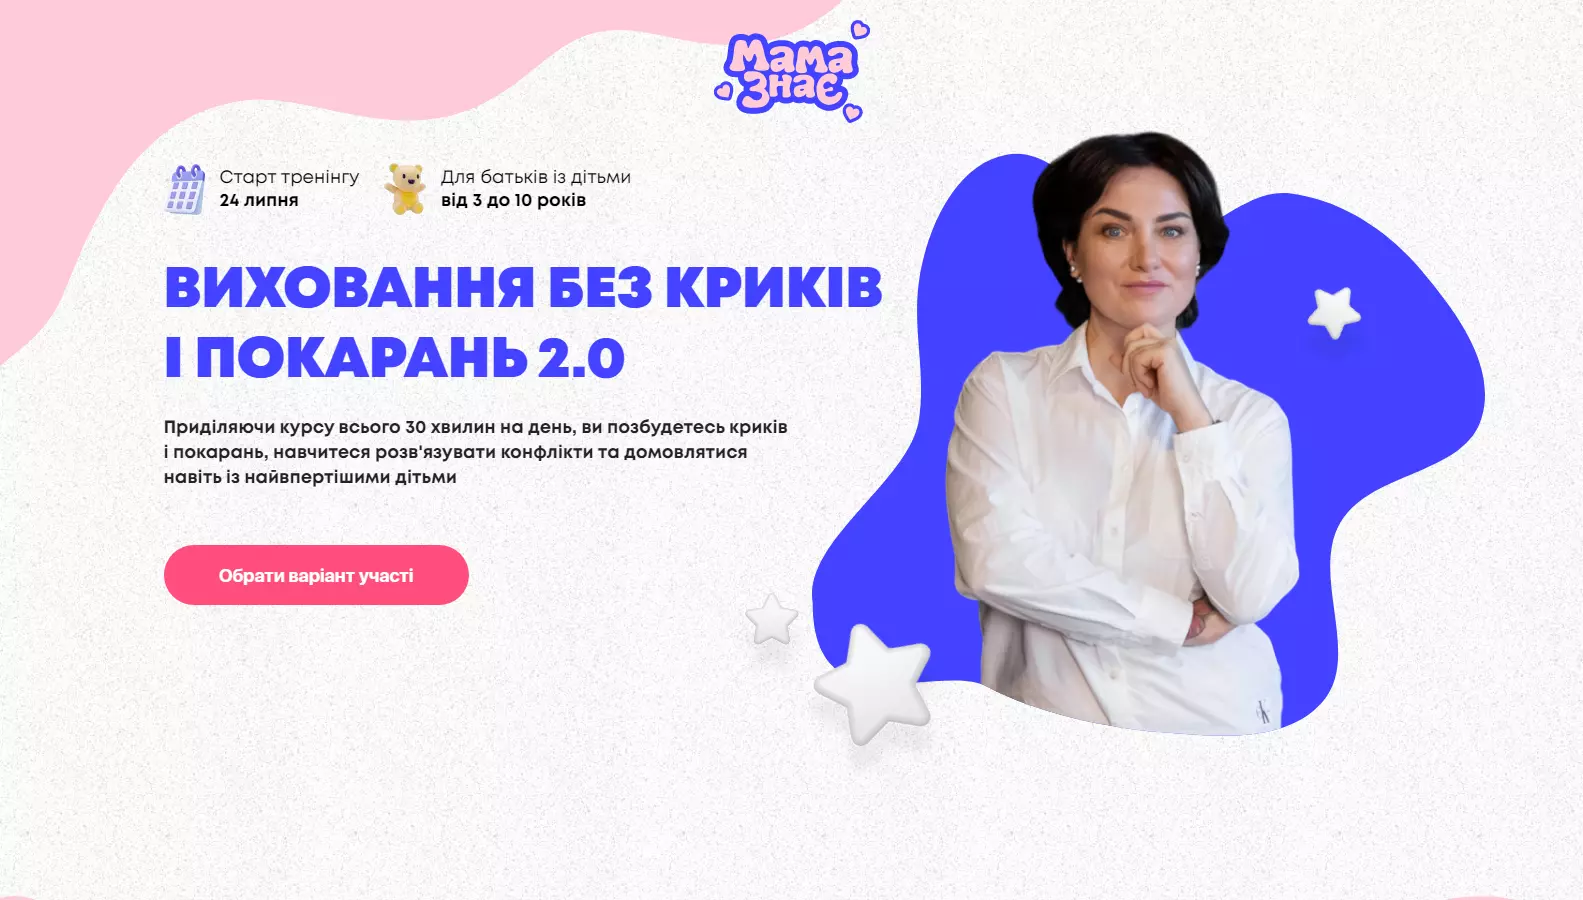 Мама
Знає
Старт тренінгу
24 липня
Для батьків із дітьми
від 3 до 10 років
ВИХОВАННЯ БЕЗ КРИКІВ
І ПОКАРАНЬ 2.0
Приділяючи курсу всього 30 хвилин на день, ви позбудетесь криків
і покарань, навчитеся розв'язувати конфлікти та домовлятися
навіть із найвпертішими дітьми
Обрати варіант участі